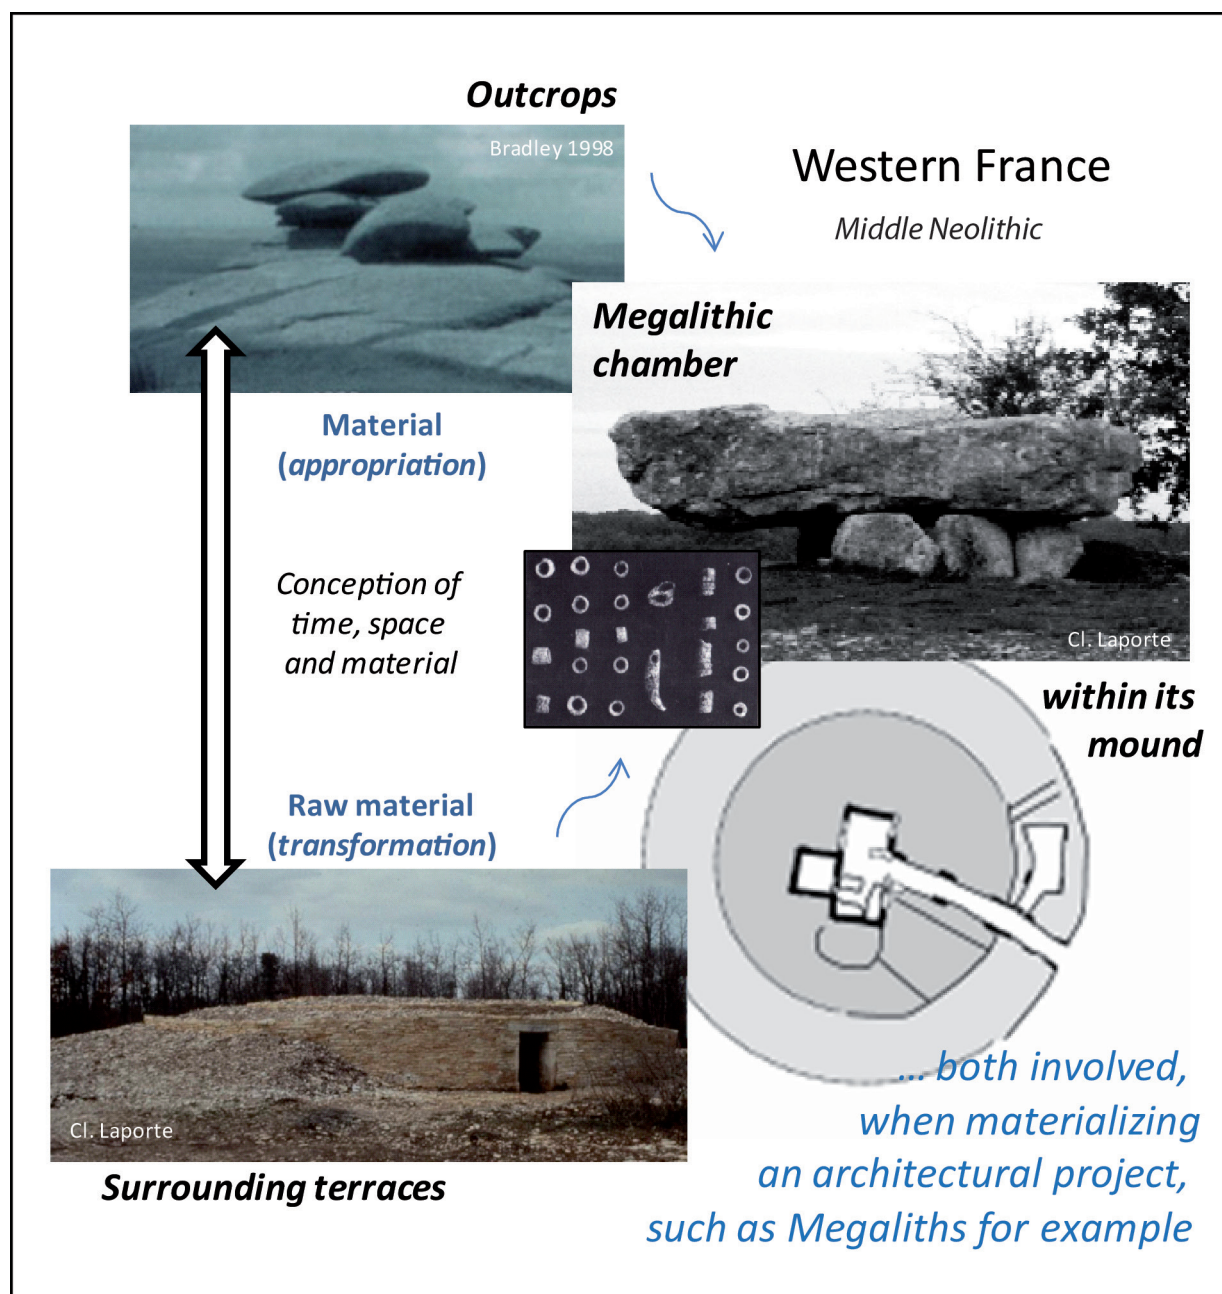 Outcrops
Bradley 1998
Western France
Middle Neolithic
Megalithic
chamber
Material
(appropriation)
Conception of
time, space
and material
Cl. Laporte
within its
mound
Raw material
(transformation)
Cl. Laporte
Surrounding terraces
... both involved,
when materializing
an architectural project,
such as Megaliths for example